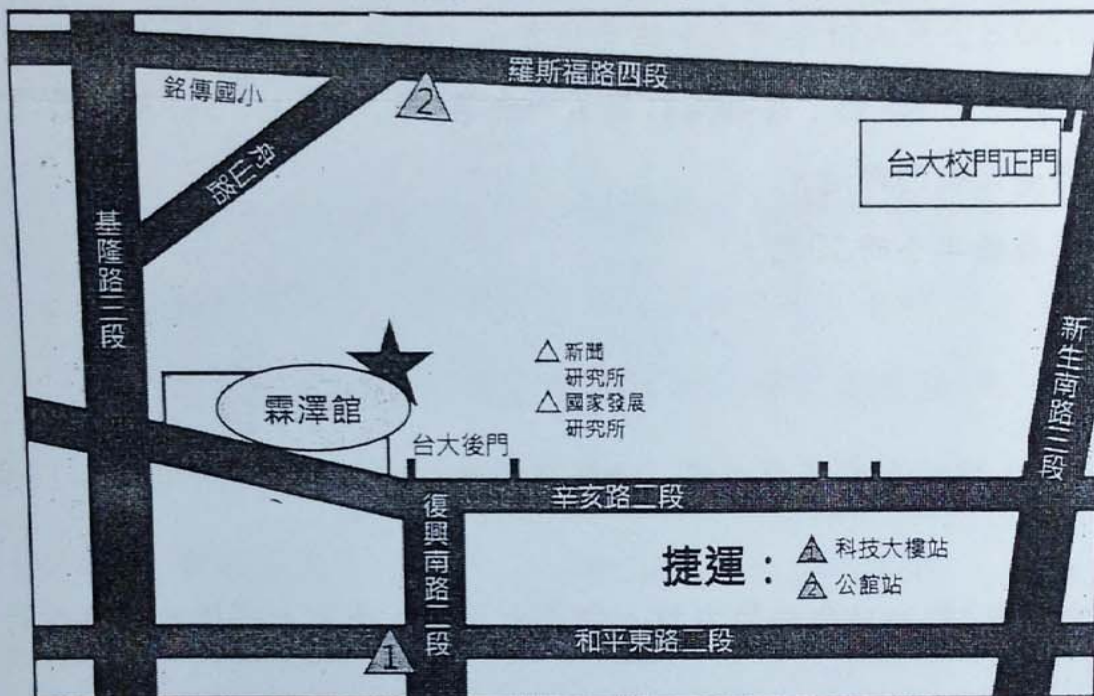 羅斯福路四段
銘傳國小
2
台大校門正門
舟山路
基隆路三段
新生南路三段
△新聞
研究所
△國家發展
研究所
霖澤館
台大後門
辛亥路二段
復興南路二段
捷運：
1 科技大樓站
2 公館站
和平東路二段
1